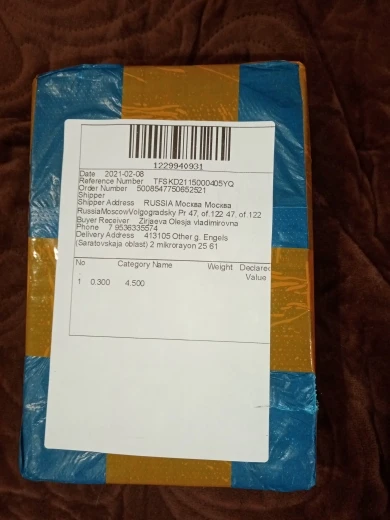 1229940931
Date 2021-02-08
Reference Number TFSKD2115000405YQ
Order Number 5008547750652521
Shipper
Shipper Address RUSSIA Москва Москва
RussiaMoscowVolgogradsky Pr 47, of.122 47, of.122
Buyer Receiver Zirjaeva Olesja vladimirovna
Phone 7 9536335574
Delivery Address 413105 Other g. Engels
(Saratovskaja oblast) 2 mikrorayon 25 61
No Category Name Weight Declared
Value
1 0.300 4.500